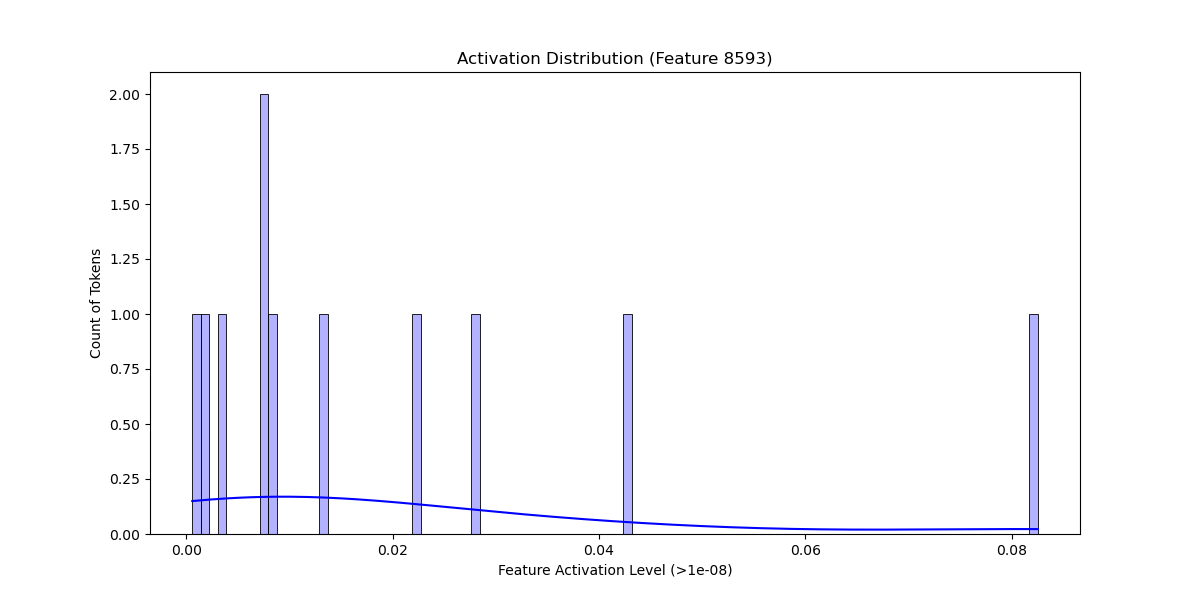 Activation Distribution (Feature 8593)
2.00
1.75
1.50
1.25
1.00
0.75
0.50
0.25
0.00
Count of Tokens
0.00 0.02 0.04 0.06 0.08
Feature Activation Level (>1e-08)